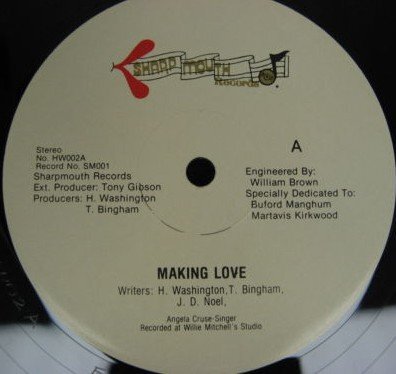 SHARP MOUTH
Records
A
Stereo
No. HW002A
Record No. SM001
Sharpmouth Records
Ext. Producer: Tony Gibson
Producers: H. Washington
T. Bingham
Engineered By:
William Brown
Specially Dedicated To:
Buford Manghum
Martavis Kirkwood
MAKING LOVE
Writers: H. Washington, T. Bingham,
J. D. Noel,
Angela Cruse-Singer
Recorded at Willie Mitchell's Studio